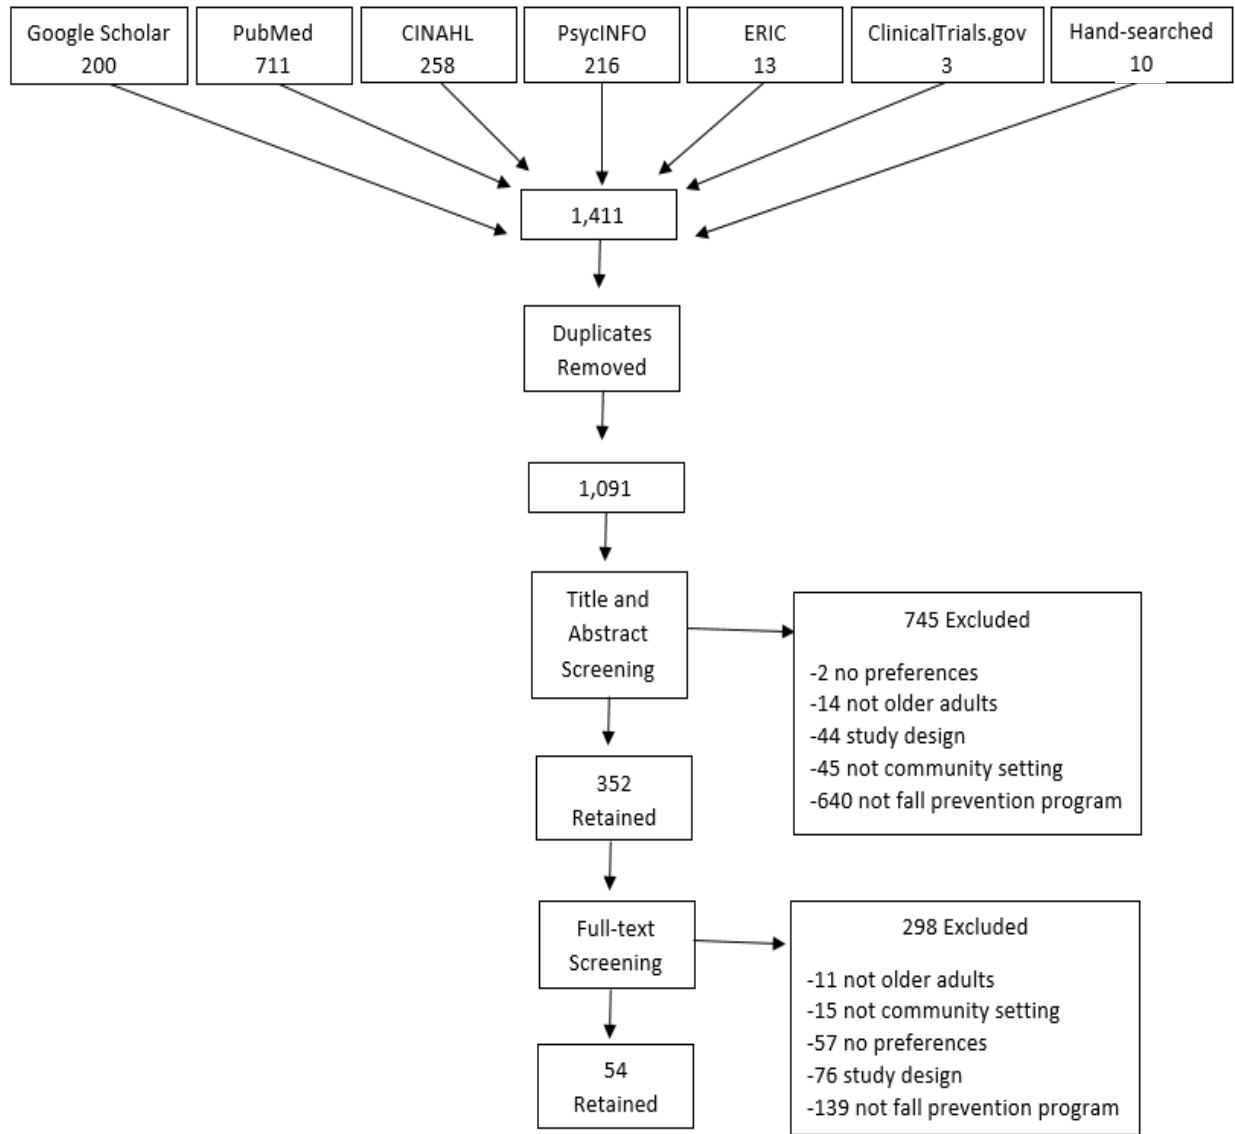 Google Scholar
200
PubMed
711
CINAHL
258
PsycINFO
216
ERIC
13
ClinicalTrials.gov
3
Hand-searched
10
1,411
Duplicates
Removed
1,091
Title and
Abstract
Screening
745 Excluded
-2 no preferences
-14 not older adults
-44 study design
-45 not community setting
-640 not fall prevention program
352
Retained
Full-text
Screening
298 Excluded
-11 not older adults
-15 not community setting
-57 no preferences
-76 study design
-139 not fall prevention program
54
Retained